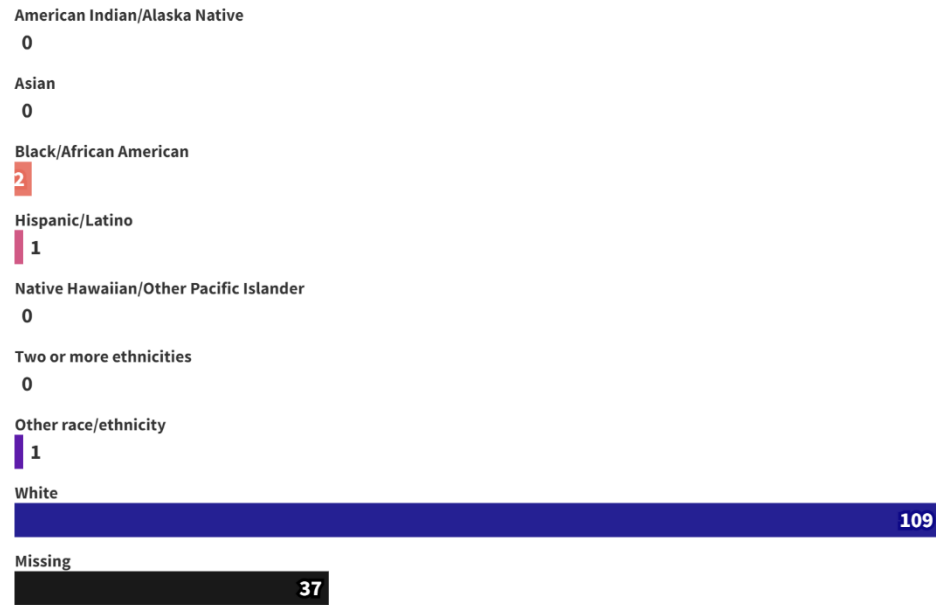 American Indian/Alaska Native
0
Asian
0
Black/African American
2
Hispanic/Latino
1
Native Hawaiian/Other Pacific Islander
0
Two or more ethnicities
0
Other race/ethnicity
1
White
109
Missing
37